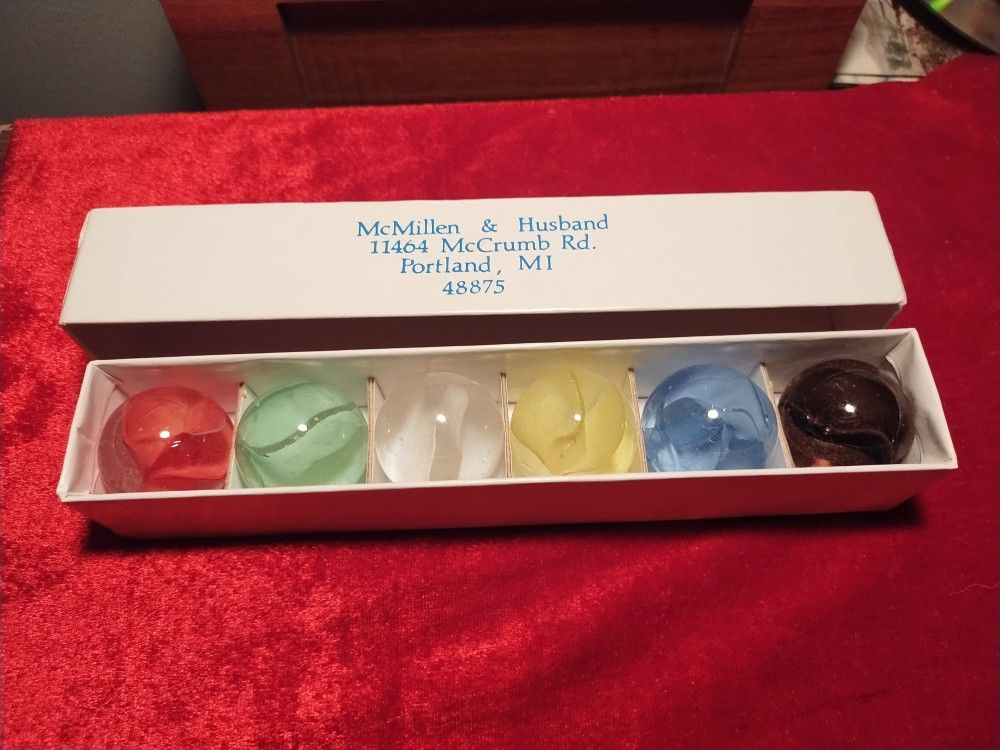 McMillen & Husband
11464 McCrumb Rd.
Portland, MI
48875